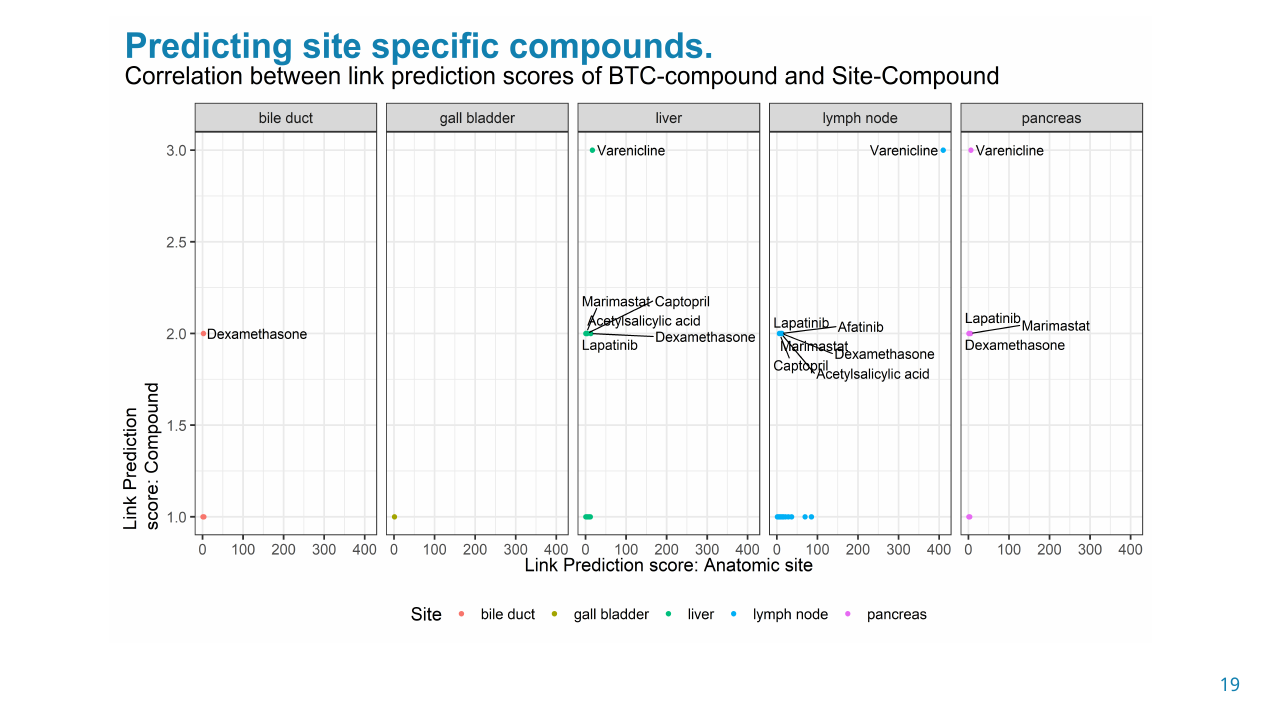 Predicting site specific compounds.
Correlation between link prediction scores of BTC-compound and Site-Compound
bile duct
gall bladder
liver
lymph node
pancreas
3.0
2.5
2.0
1.5
1.0
Link Prediction
score: Compound
Dexamethasone
Varenicline
Marimastat
Captopril
Acetylsalicylic acid
Dexamethasone
Lapatinib
Varenicline
Lapatinib
Afatinib
Marimastat
Dexamethasone
Captopril
Acetylsalicylic acid
Varenicline
Lapatinib
Marimastat
Dexamethasone
0 100 200 300 400
0 100 200 300 400
0 100 200 300 400
0 100 200 300 400
0 100 200 300 400
Link Prediction score: Anatomic site
Site bile duct gall bladder liver lymph node pancreas
19